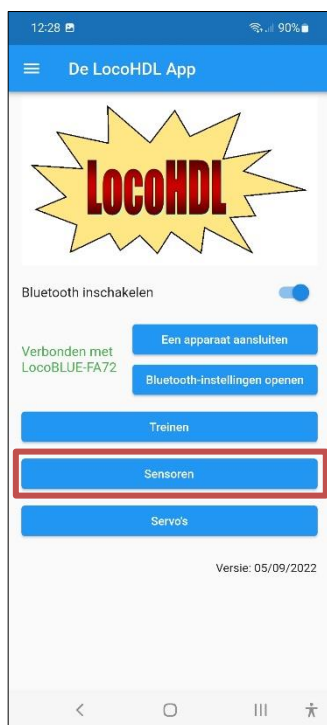 12:28 90%
De LocoHDL App
LOCOHDL
Bluetooth inschakelen
Verbonden met
LocoBLUE-FA72
Een apparaat aansluiten
Bluetooth-instellingen openen
Treinen
Sensoren
Servo's
Versie: 05/09/2022